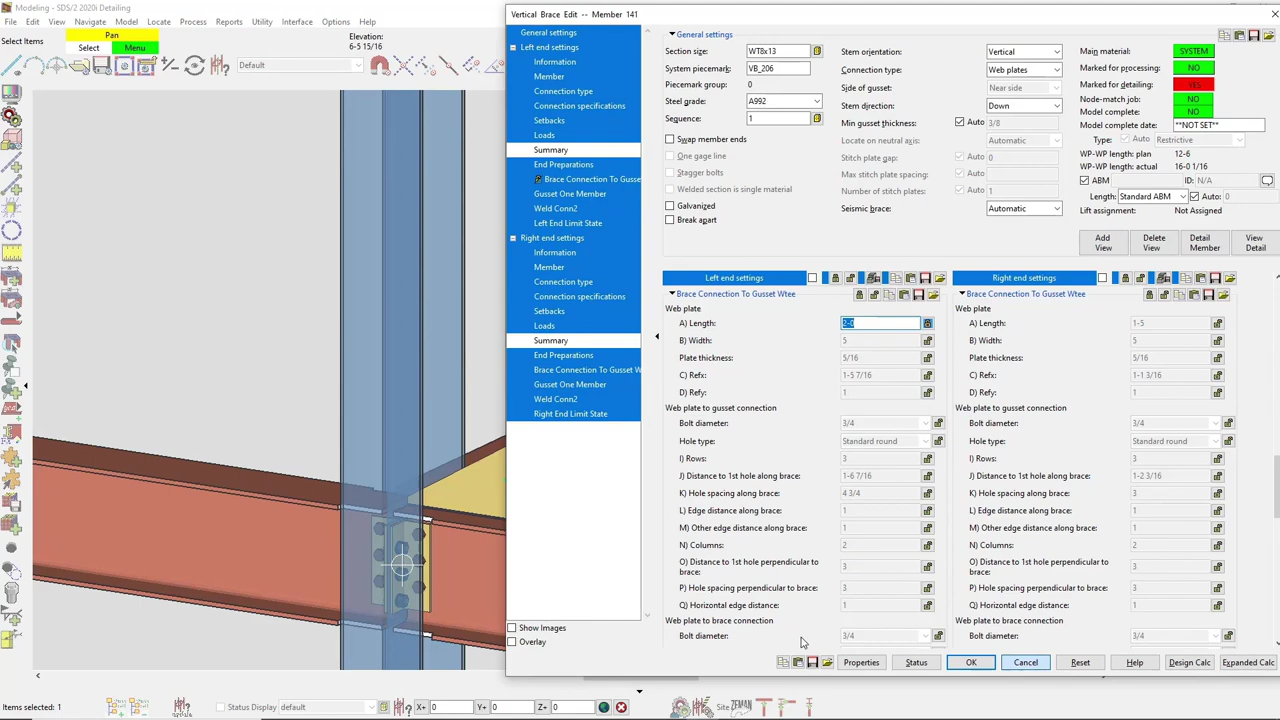 Modeling - SDS/2 2020i Detailing
File Edit View Navigate Model Locate Process Reports Utility Interface Options Help
Select Items
Pan
Select Menu
Elevation:
6-5 15/16
Default
Vertical Brace Edit -- Member 141
General settings
Left end settings
Information
Member
Connection type
Connection specifications
Setbacks
Loads
Summary
End Preparations
Brace Connection To Gusse
Gusset One Member
Weld Conn2
Left End Limit State
Right end settings
Information
Member
Connection type
Connection specifications
Setbacks
Loads
Summary
End Preparations
Brace Connection To Gusset W
Gusset One Member
Weld Conn2
Right End Limit State
Show Images
Overlay
General settings
Section size: WT8x13
System piecemark: VB_206
Piecemark group: 0
Steel grade: A992
Sequence: 1
Swap member ends
One gage line
Stagger bolts
Welded section is single material
Galvanized
Break apart
Stem orientation: Vertical
Connection type: Web plates
Side of gusset: Near side
Stem direction: Down
Min gusset thickness: Auto 3/8
Locate on neutral axis: Automatic
Stitch plate gap: Auto 0
Max stitch plate spacing: Auto
Number of stitch plates: Auto 1
Seismic brace: Automatic
Main material: SYSTEM
Marked for processing: NO
Marked for detailing: YES
Node-match job: NO
Model complete: NO
Model complete date: **NOT SET**
Type: Auto Restrictive
WP-WP length: plan 12-6
WP-WP length: actual 16-0 1/16
ABM ID: N/A
Length: Standard ABM Auto: 0
Lift assignment: Not Assigned
Add View Delete View Detail Member View Detail
Left end settings
Brace Connection To Gusset Wtee
Web plate
A) Length: 2-0
B) Width: 5
Plate thickness: 5/16
C) Refx: 1-5 7/16
D) Refy: 1
Web plate to gusset connection
Bolt diameter: 3/4
Hole type: Standard round
I) Rows: 3
J) Distance to 1st hole along brace: 1-6 7/16
K) Hole spacing along brace: 4 3/4
L) Edge distance along brace: 1
M) Other edge distance along brace: 1
N) Columns: 2
O) Distance to 1st hole perpendicular to
brace: 3
P) Hole spacing perpendicular to brace: 3
Q) Horizontal edge distance: 1
Web plate to brace connection
Bolt diameter: 3/4
Right end settings
Brace Connection To Gusset Wtee
Web plate
A) Length: 1-5
B) Width: 5
Plate thickness: 5/16
C) Refx: 1-1 3/16
D) Refy: 1
Web plate to gusset connection
Bolt diameter: 3/4
Hole type: Standard round
I) Rows: 3
J) Distance to 1st hole along brace: 1-2 3/16
K) Hole spacing along brace: 3
L) Edge distance along brace: 1
M) Other edge distance along brace: 1
N) Columns: 2
O) Distance to 1st hole perpendicular to
brace: 3
P) Hole spacing perpendicular to brace: 3
Q) Horizontal edge distance: 1
Web plate to brace connection
Bolt diameter: 3/4
Properties Status OK Cancel Reset Help Design Calc Expanded Calc
Items selected: 1
Status Display default
X+: 0 Y+: 0 Z+: 0
Site: ZEMAN